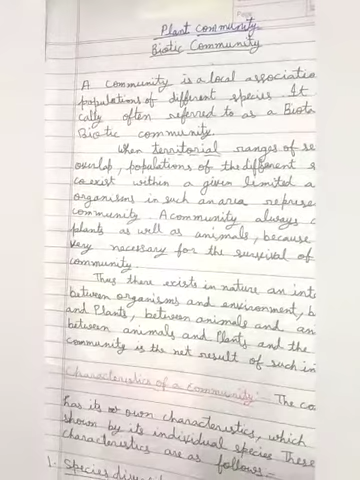 Plant Community
Biotic Community
A community is a local associatio
populations of different species. It
cally often referred to as a Biota
Biotic community.
When territorial ranges of se
overlap, populations of the different s
coexist within a given limited a
organisms in such an area represe
community. A community always c
plants as well as animals, because
very necessary for the survival of
community.
Thus there exists in nature an int
between organisms and environment, b
and Plants, between animals and an
between animals and Plants and the
community is the net result of such in
Characteristics of a Community: The co
has its own characteristics, which
shown by its individual species. These
characteristics are as follows-
1. Species